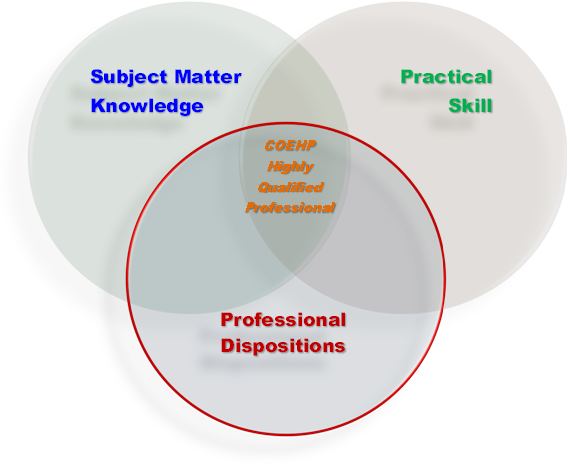 Subject Matter
Knowledge
Practical
Skill
COEHP
Highly
Qualified
Professional
Professional
Dispositions